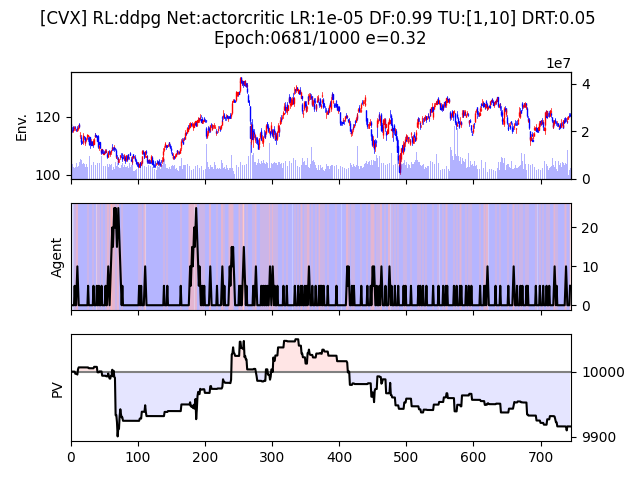 [CVX] RL:ddpg Net:actorcritic LR:1e-05 DF:0.99 TU:[1,10] DRT:0.05
Epoch:0681/1000 e=0.32
1e7
Env.
120
100
4
2
0
Agent
20
10
0
PV
10000
9900
0 100 200 300 400 500 600 700